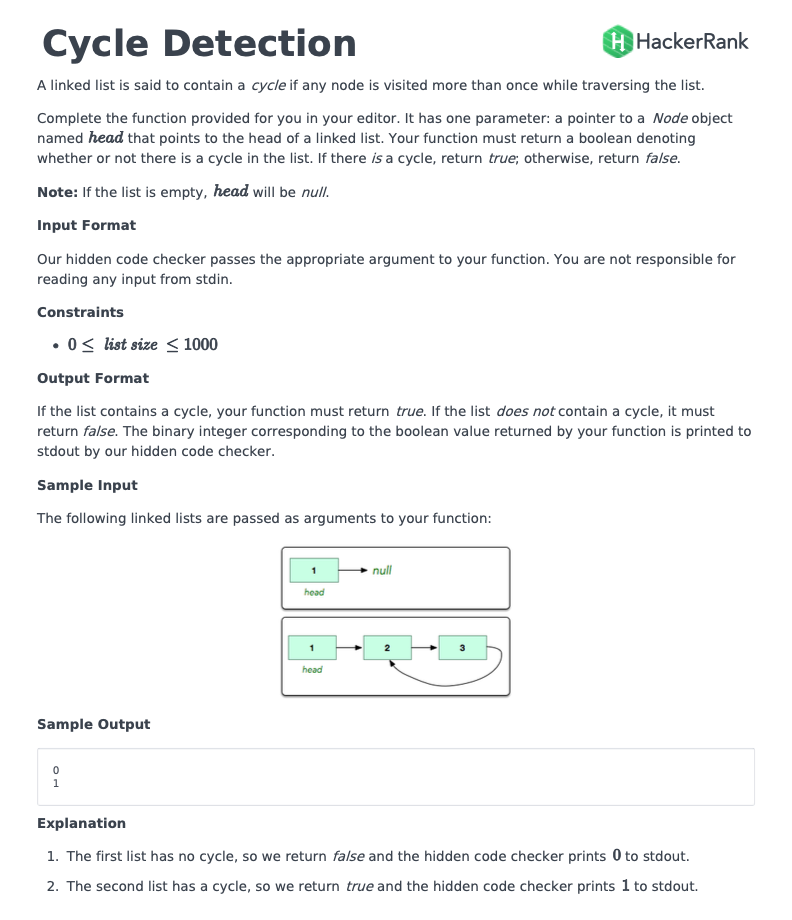 Cycle Detection
HackerRank
A linked list is said to contain a cycle if any node is visited more than once while traversing the list.
Complete the function provided for you in your editor. It has one parameter: a pointer to a Node object
named head that points to the head of a linked list. Your function must return a boolean denoting
whether or not there is a cycle in the list. If there is a cycle, return true; otherwise, return false.
Note: If the list is empty, head will be null.
Input Format
Our hidden code checker passes the appropriate argument to your function. You are not responsible for
reading any input from stdin.
Constraints
• 0 ≤ list size ≤ 1000
Output Format
If the list contains a cycle, your function must return true. If the list does not contain a cycle, it must
return false. The binary integer corresponding to the boolean value returned by your function is printed to
stdout by our hidden code checker.
Sample Input
The following linked lists are passed as arguments to your function:
1 null
head
1 2 3
head
Sample Output
0
1
Explanation
1. The first list has no cycle, so we return false and the hidden code checker prints 0 to stdout.
2. The second list has a cycle, so we return true and the hidden code checker prints 1 to stdout.